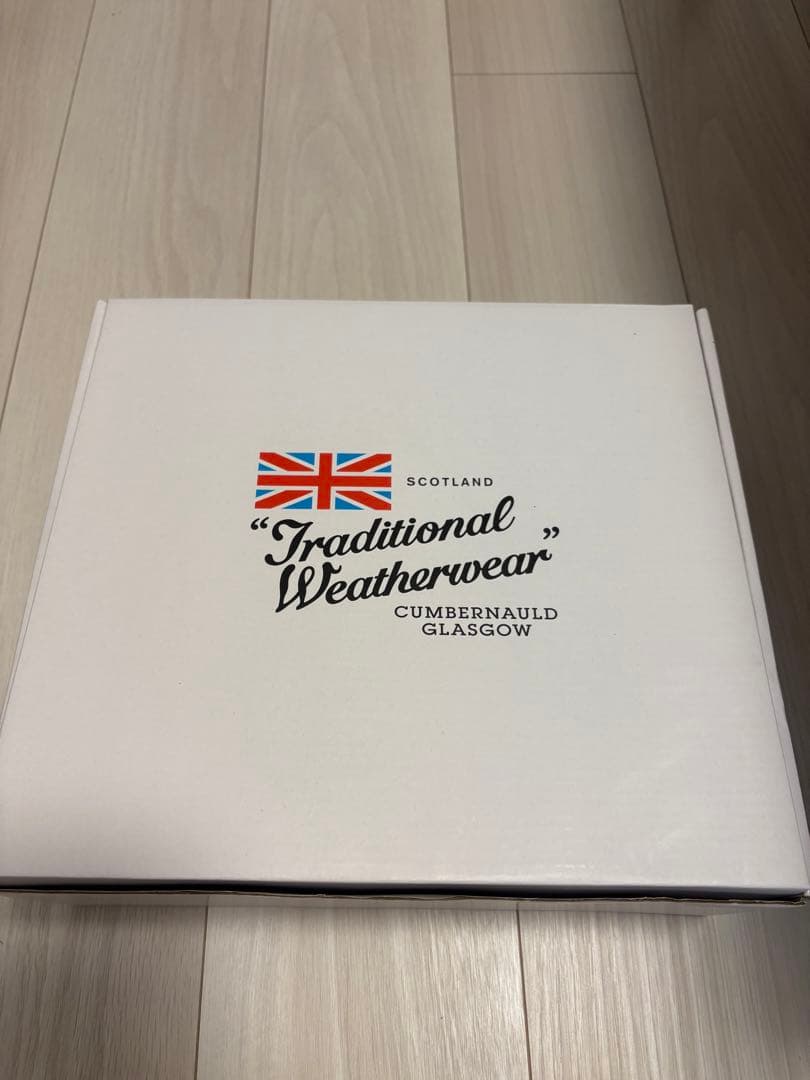 SCOTLAND
“Traditional
Weatherwear”
CUMBERNAULD
GLASGOW